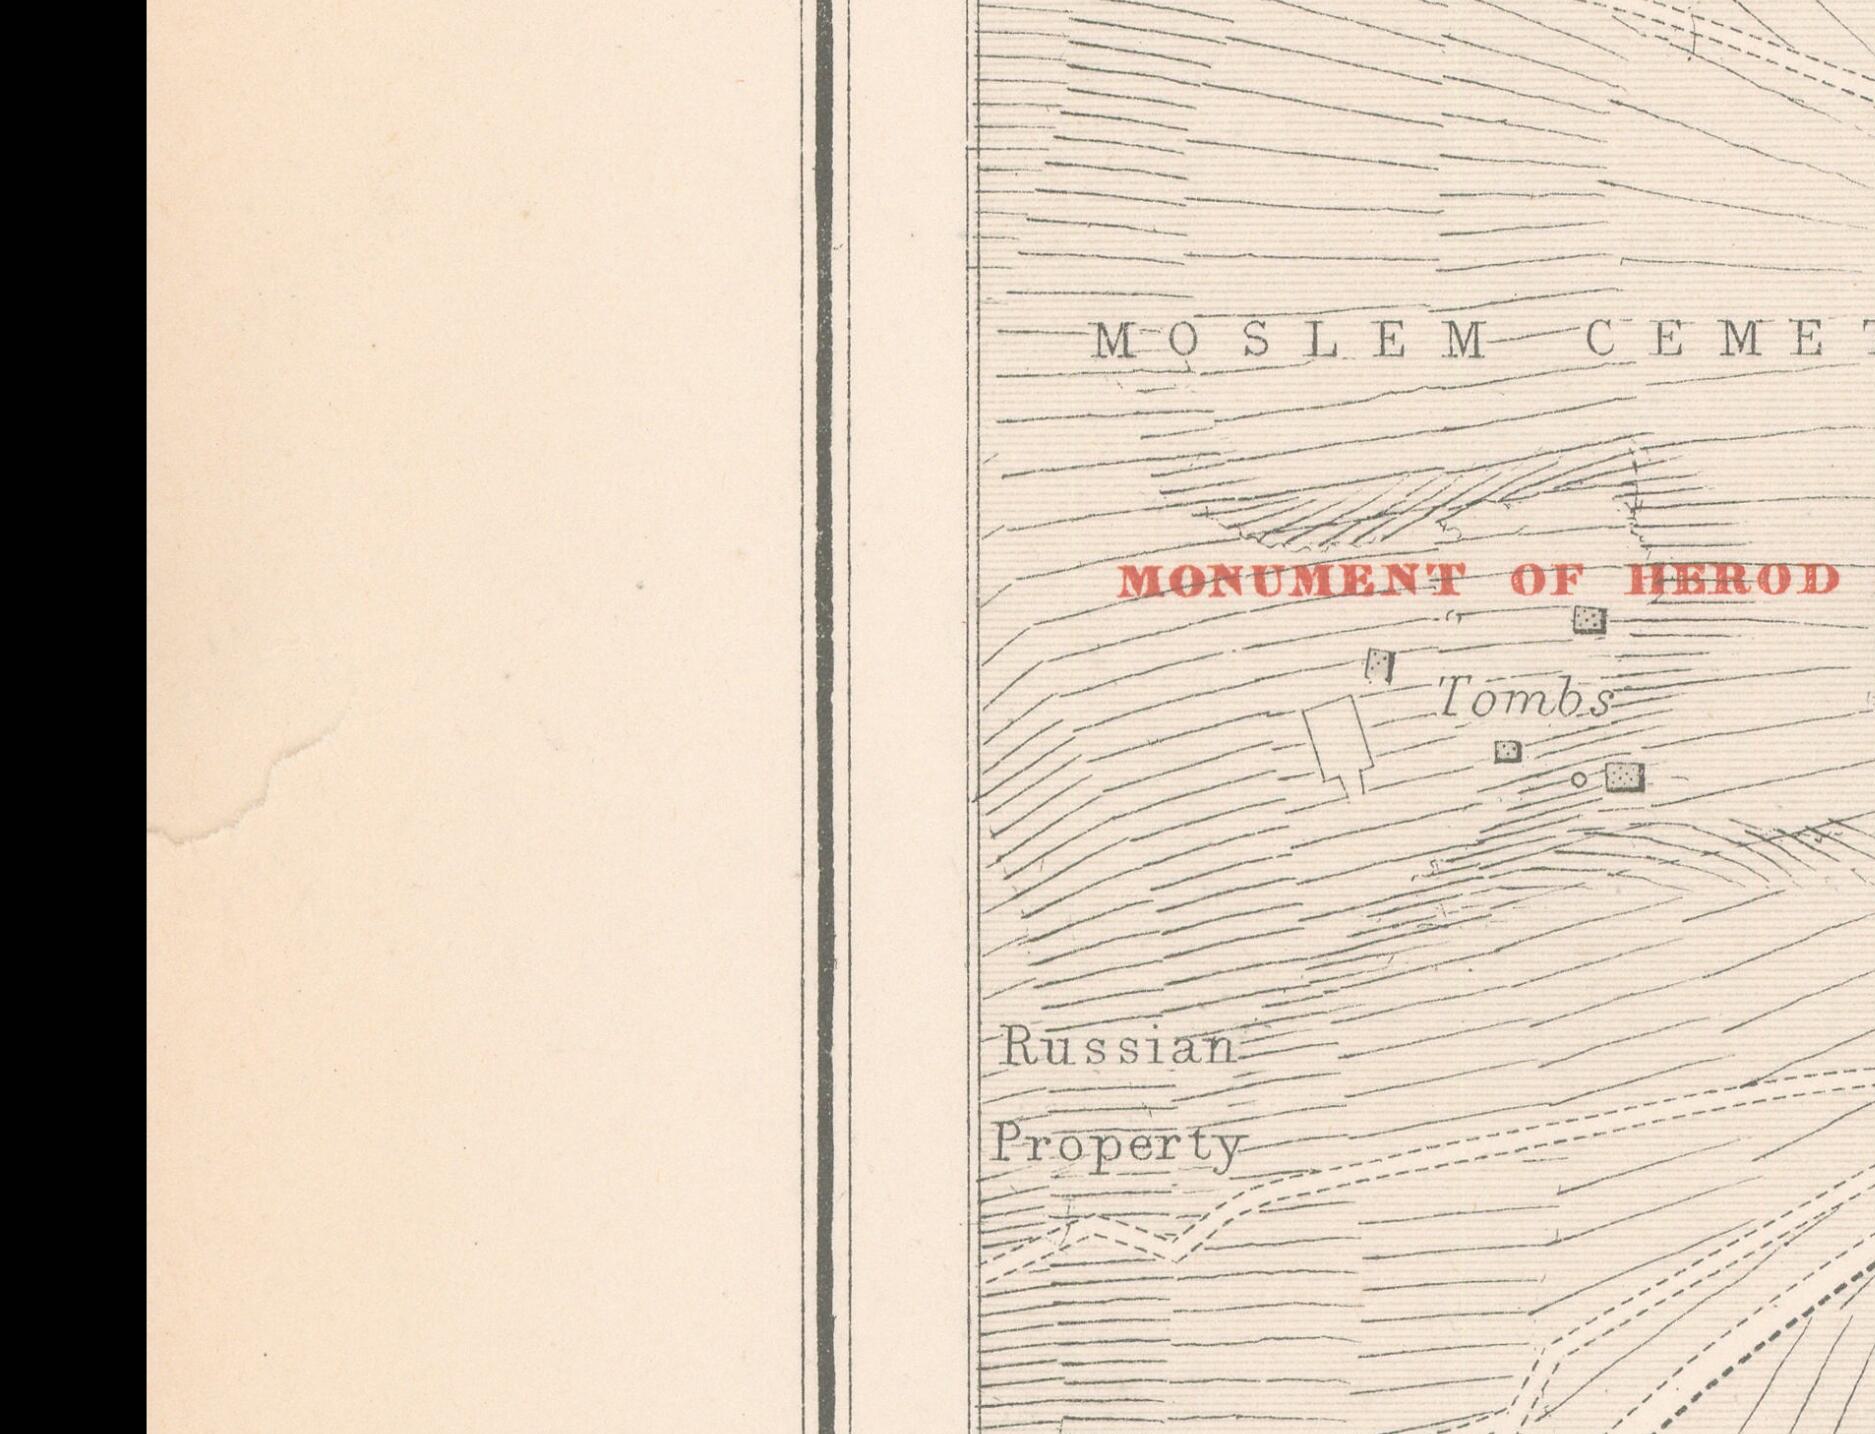 MOSLEM CEMET
MONUMENT OF HEROD
Tombs
Russian
Property